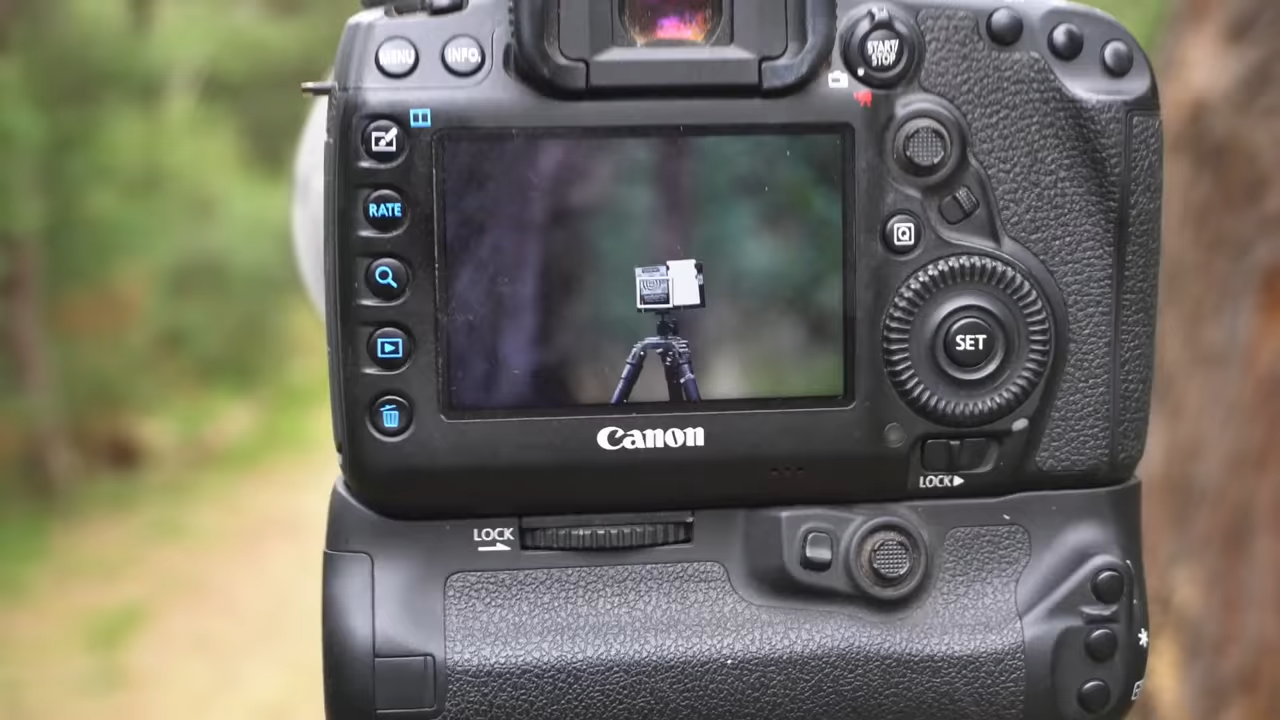 MENU
INFO.
START/
STOP
RATE
Q
SET
Canon
LOCK▶
LOCK